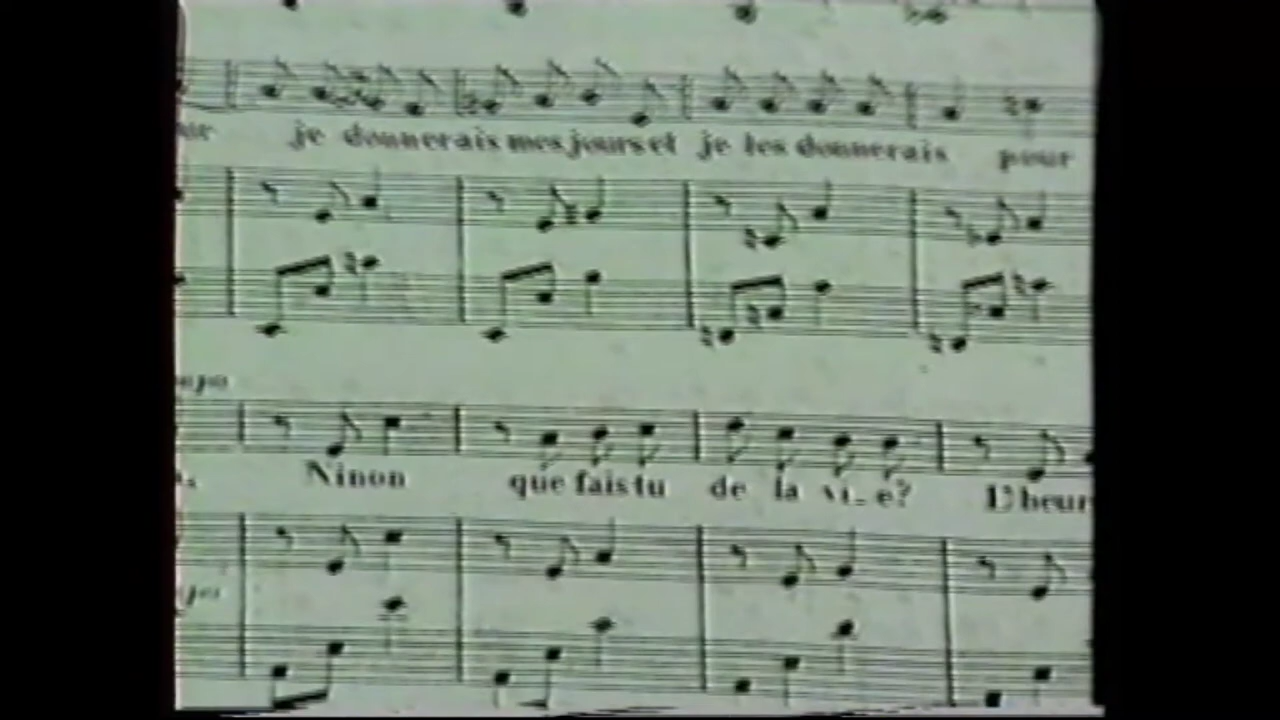 je donnerais mes jours et je les donnerais pour
Ninon que fais tu de la vi_e? L'heur